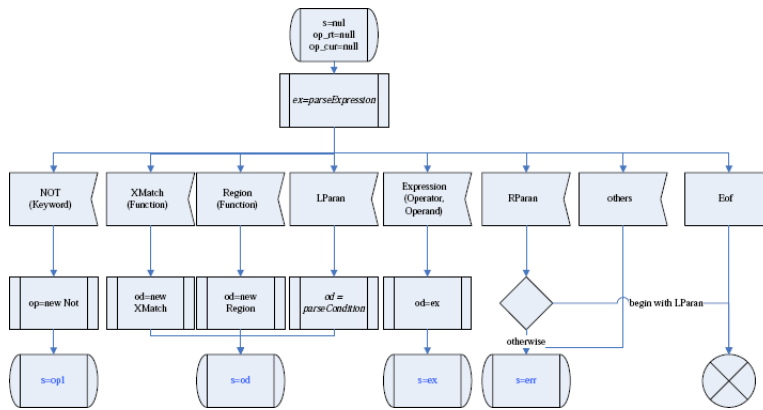 s=nul
op_rt=null
op_cur=null
ex=parseExpression
NOT
(Keyword)
XMatch
(Function)
Region
(Function)
LParan
Expression
(Operator,
Operand)
RParan
others
Eof
op=new Not
od=new
XMatch
od=new
Region
od =
parseCondition
od=ex
begin with LParan
otherwise
s=op1
s=od
s=ex
s=err